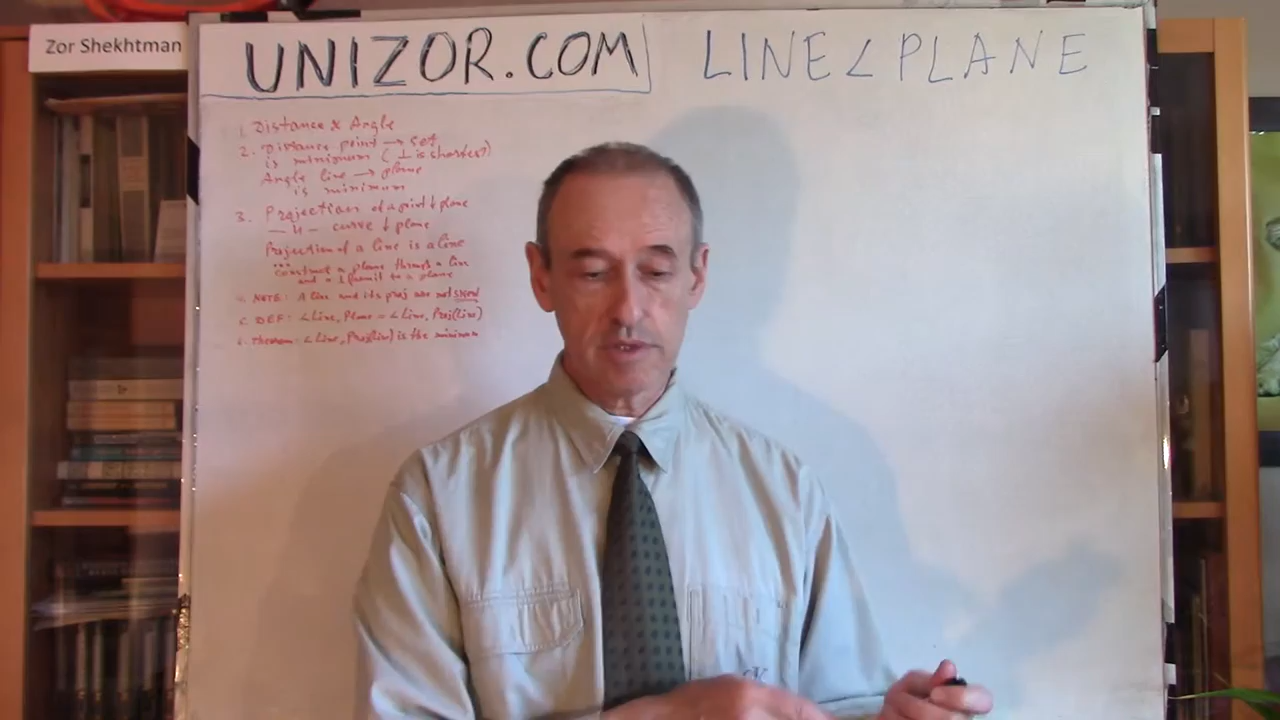 Zor Shekhtman
UNIZOR.COM
LINE < PLANE
1. Distance & Angle
2. Distance point →
is minimum (⊥ is shortest)
Angle line → plane
is minimum
3. Projection of a point ↓ plane
— 〃 — curve ↓ plane
Projection of a line is a line
construct a plane through a line
and a ⊥ to a plane
NOTE: A line and its proj are not skewed
DEF: ∠Line, Plane = ∠Line, Proj(Line)
Theorem: ∠Line, Proj(Line) is the minimum
CK